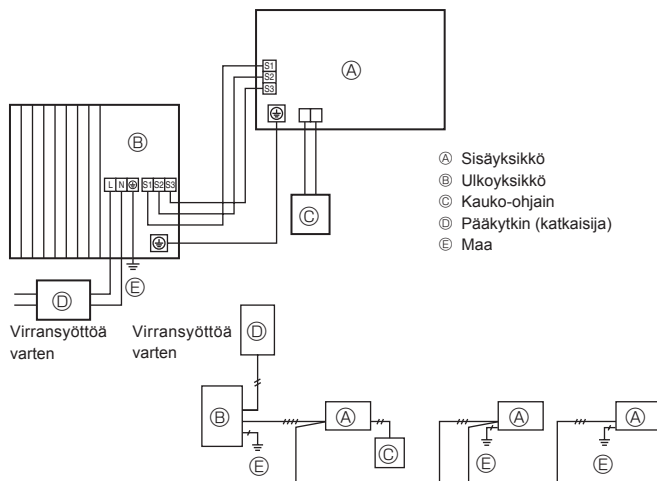 S1
S2
S3
Ⓐ
Ⓑ
L N S1 S2 S3
Ⓒ
Ⓔ
Ⓓ
Ⓐ Sisäyksikkö
Ⓑ Ulkoyksikkö
Ⓒ Kauko-ohjain
Ⓓ Pääkytkin (katkaisija)
Ⓔ Maa
Virransyöttöä
varten
Virransyöttöä
varten
Ⓓ
Ⓑ
Ⓐ
Ⓐ
Ⓐ
Ⓔ
Ⓒ
Ⓔ
Ⓔ